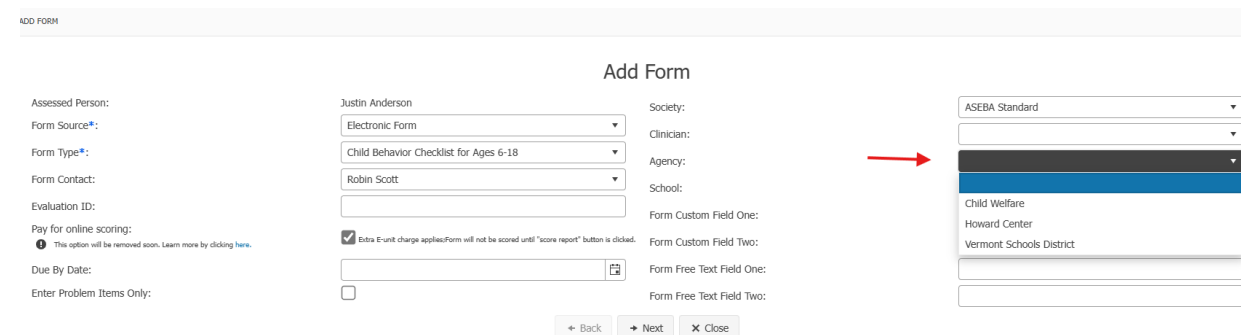 ADD FORM
Add Form
Assessed Person: Justin Anderson
Form Source*: Electronic Form
Form Type*: Child Behavior Checklist for Ages 6-18
Form Contact: Robin Scott
Evaluation ID:
Pay for online scoring:
This option will be removed soon. Learn more by clicking here.
Extra E-unit charge applies;Form will not be scored until "score report" button is clicked.
Due By Date:
Enter Problem Items Only:
Society: ASEBA Standard
Clinician:
Agency:
School:
Child Welfare
Howard Center
Vermont Schools District
Form Custom Field One:
Form Custom Field Two:
Form Free Text Field One:
Form Free Text Field Two:
Back Next Close